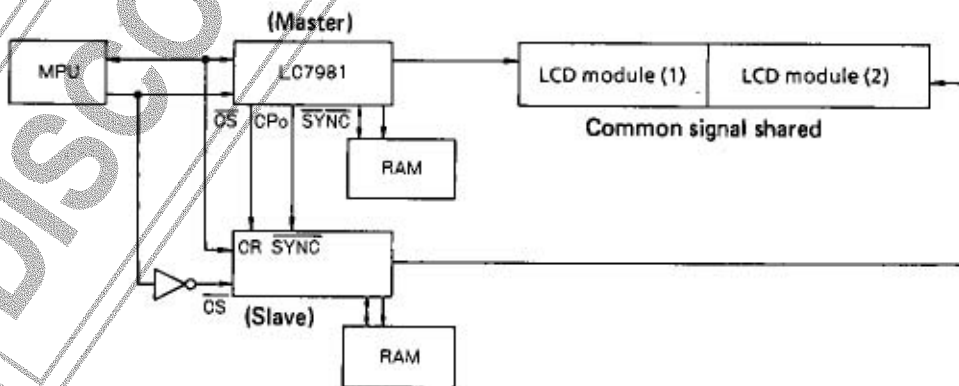 (Master)
MPU
LC7981
LCD module (1)
LCD module (2)
CS CPo SYNC
Common signal shared
RAM
CR SYNC
CS
(Slave)
RAM
DISCO